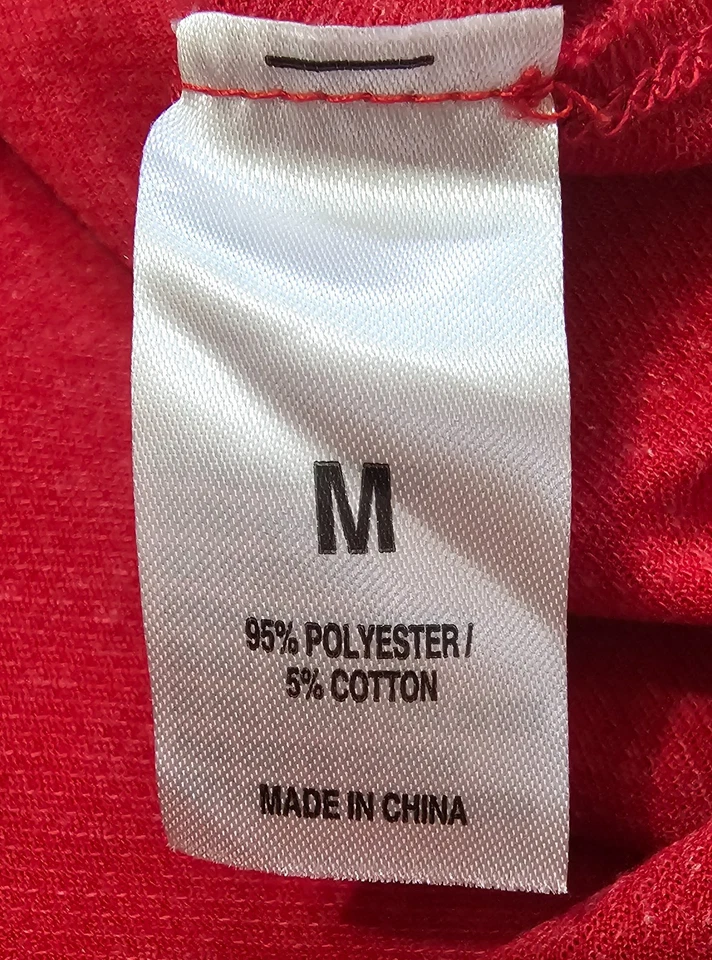 M
95% POLYESTER/
5% COTTON
MADE IN CHINA